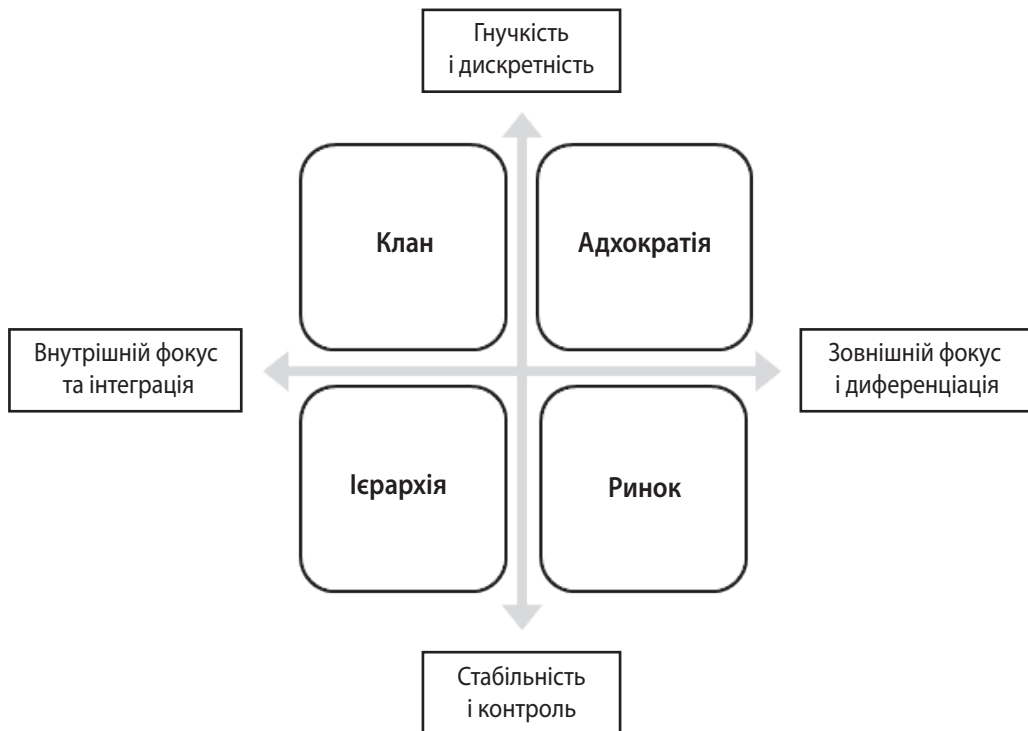 Гнучкість
і дискретність
Клан
Адхократія
Внутрішній фокус
та інтеграція
Зовнішній фокус
і диференціація
Ієрархія
Ринок
Стабільність
і контроль